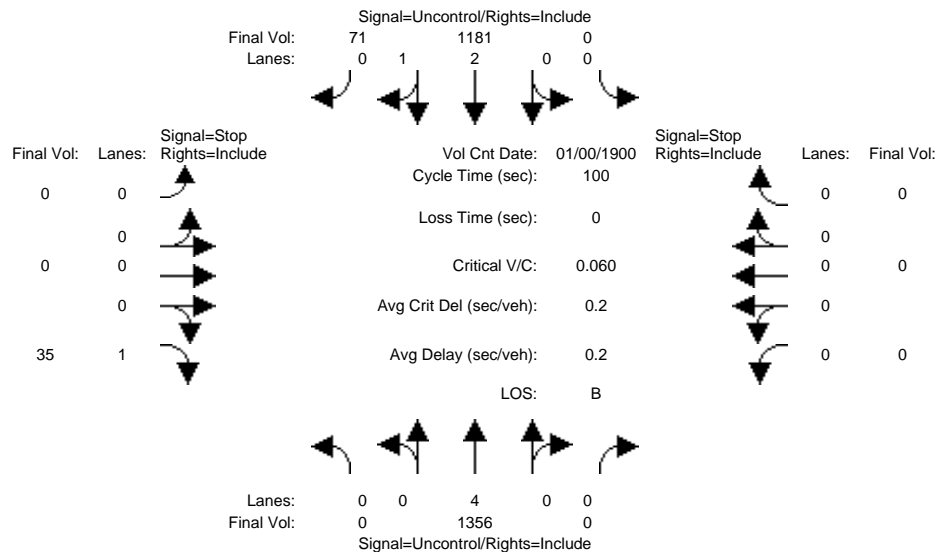 Signal=Uncontrol/Rights=Include
Final Vol: 71 1181 0
Lanes: 0 1 2 0 0
Signal=Stop Signal=Stop
Final Vol: Lanes: Rights=Include Vol Cnt Date: 01/00/1900 Rights=Include Lanes: Final Vol:
Cycle Time (sec): 100
0 0 0 0
Loss Time (sec): 0
0 0
0 0 Critical V/C: 0.060 0 0
0 Avg Crit Del (sec/veh): 0.2 0
35 1 Avg Delay (sec/veh): 0.2 0 0
LOS: B
Lanes: 0 0 4 0 0
Final Vol: 0 1356 0
Signal=Uncontrol/Rights=Include